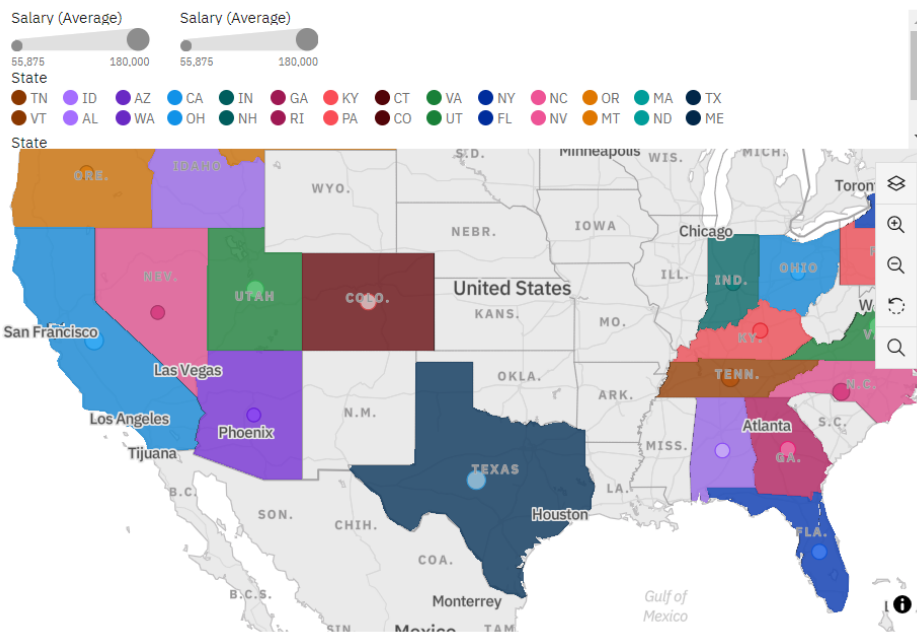 Salary (Average) Salary (Average)
55,875 180,000 55,875 180,000
State
TN ID AZ CA IN GA KY CT VA NY NC OR MA TX
VT AL WA OH NH RI PA CO UT FL NV MT ND ME
State
S.D. Minneapolis WIS. MICH.
ORE. IDAHO WYO. Toron
NEBR. IOWA Chicago
NEV. UTAH COLO. United States ILL. IND. OHIO
KANS. MO. W
San Francisco KY. V
Las Vegas OKLA. TENN. N.C.
Los Angeles Phoenix N.M. ARK. Atlanta S.C.
Tijuana MISS. GA.
TEXAS
B.C. SON. CHIH. Houston LA. FLA.
COA.
B.C.S. Monterrey Gulf of
Mexico
SIN. Mexico TAM